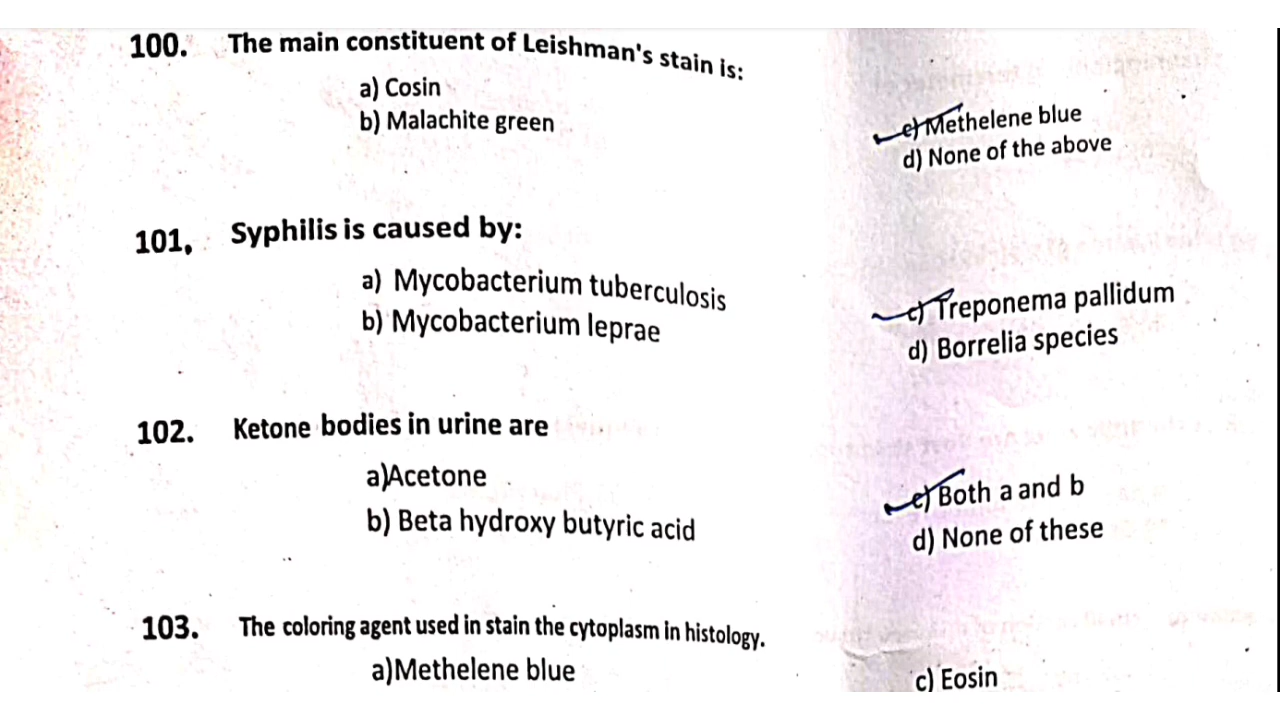 100. The main constituent of Leishman's stain is:
a) Cosin
b) Malachite green
c) Methelene blue
d) None of the above
101, Syphilis is caused by:
a) Mycobacterium tuberculosis
b) Mycobacterium leprae
c) Treponema pallidum
d) Borrelia species
102. Ketone bodies in urine are
a)Acetone
b) Beta hydroxy butyric acid
c) Both a and b
d) None of these
103. The coloring agent used in stain the cytoplasm in histology.
a)Methelene blue
c) Eosin